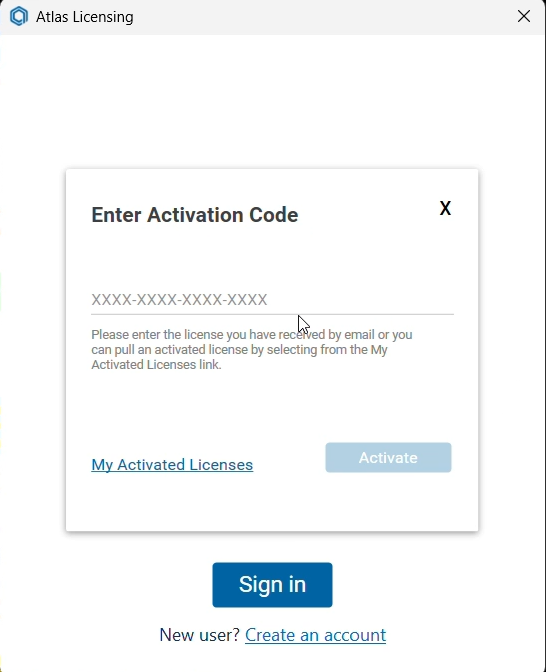 Atlas Licensing
Enter Activation Code
X
XXXX-XXXX-XXXX-XXXX
Please enter the license you have received by email or you
can pull an activated license by selecting from the My
Activated Licenses link.
My Activated Licenses
Activate
Sign in
New user? Create an account